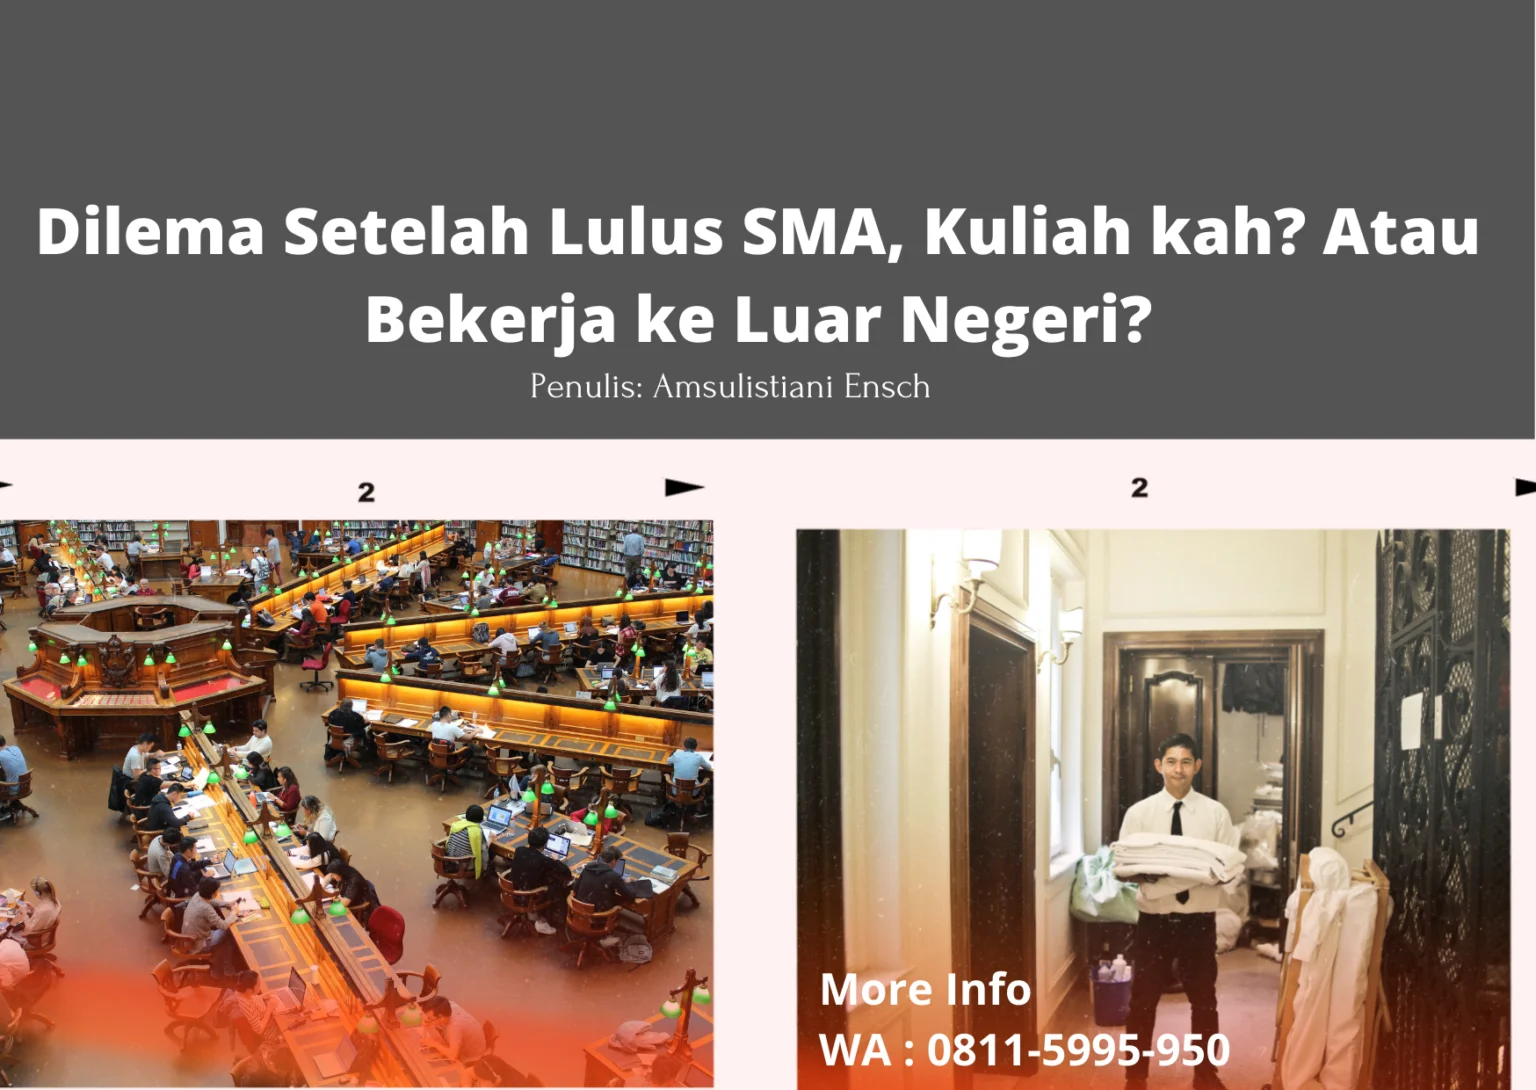 Dilema Setelah Lulus SMA, Kuliah kah? Atau
Bekerja ke Luar Negeri?
Penulis: Amsulistiani Ensch
2
2
More Info
WA : 0811-5995-950